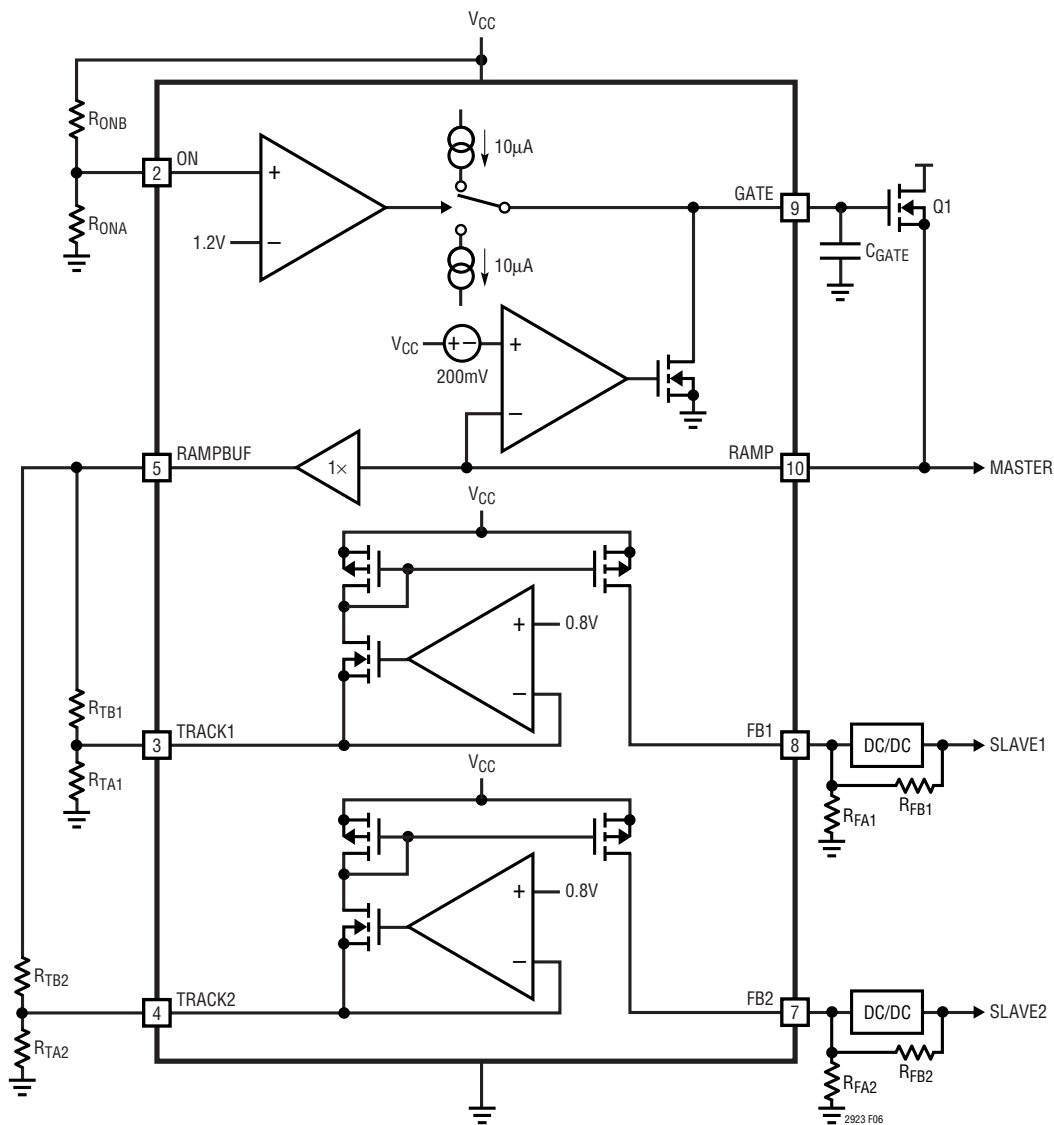 VCC
RONB
2
ON
RONA
1.2V
+
−
10µA
10µA
GATE
9
Q1
CGATE
VCC
+−
200mV
+
−
5
RAMPBUF
1×
RAMP
10
MASTER
VCC
+
0.8V
−
RTB1
3
TRACK1
RTA1
FB1
8
DC/DC
SLAVE1
RFB1
RFA1
VCC
+
0.8V
−
RTB2
4
TRACK2
RTA2
FB2
7
DC/DC
SLAVE2
RFB2
RFA2
2923 F06